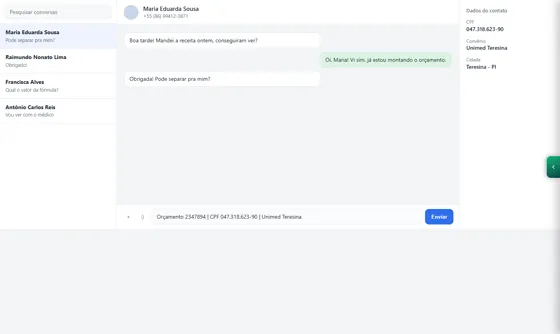 Pesquisar conversas
Maria Eduarda Sousa
Pode separar pra mim?
Raimundo Nonato Lima
Obrigado!
Francisca Alves
Qual o valor da fórmula?
Antônio Carlos Reis
Vou ver com o médico
Maria Eduarda Sousa
+55 (86) 99412-0871
Boa tarde! Mandei a receita ontem, conseguiram ver?
Oi, Maria! Vi sim, já estou montando o orçamento.
Obrigada! Pode separar pra mim?
Orçamento 2347894 | CPF 047.318.623-90 | Unimed Teresina
Enviar
Dados do contato
CPF
047.318.623-90
Convênio
Unimed Teresina
Cidade
Teresina - PI